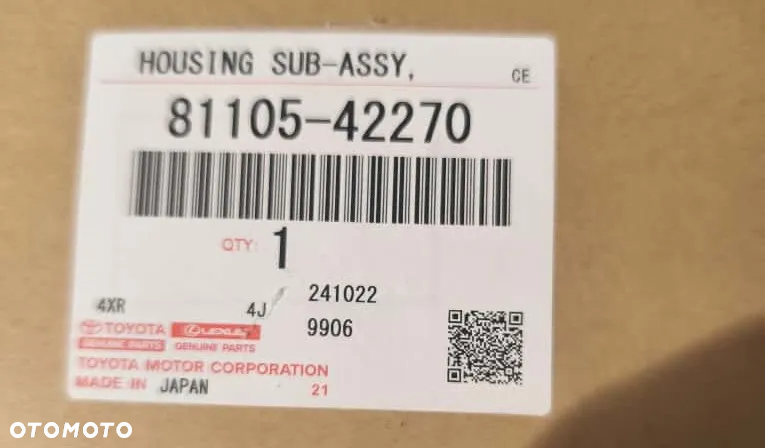 HOUSING SUB-ASSY,
CE
81105-42270
QTY: 1
241022
4XR 4J
9906
TOYOTA LEXUS
GENUINE PARTS GENUINE PARTS
TOYOTA MOTOR CORPORATION
MADE IN JAPAN 21
OTOMOTO